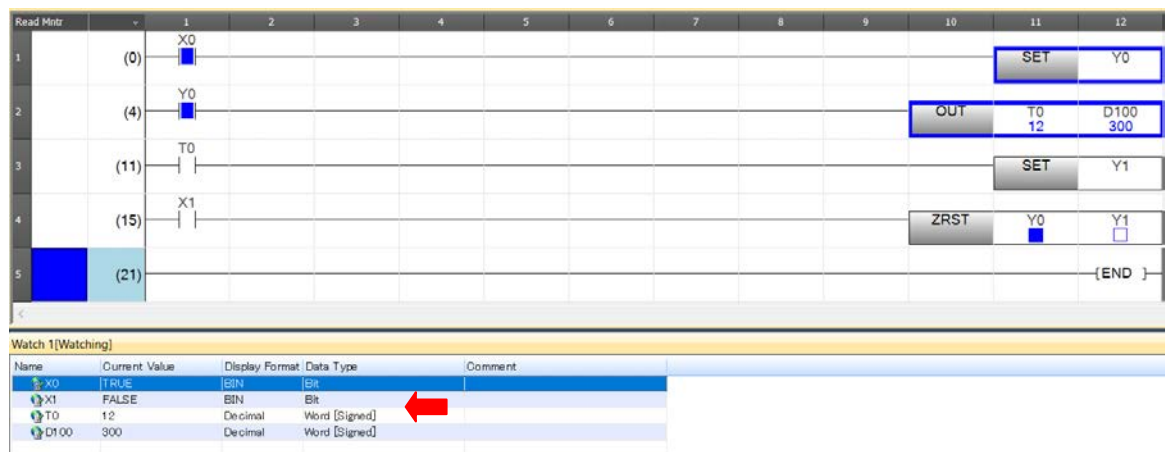 Read Mntr 1 2 3 4 5 6 7 8 9 10 11 12
X0
1 (0) SET Y0
Y0
2 (4) OUT T0 D100
12 300
T0
3 (11) SET Y1
X1
4 (15) ZRST Y0 Y1
5 (21) {END }
Watch 1[Watching]
Name Current Value Display Format Data Type Comment
X0 TRUE BIN Bit
X1 FALSE BIN Bit
T0 12 Decimal Word [Signed]
D100 300 Decimal Word [Signed]